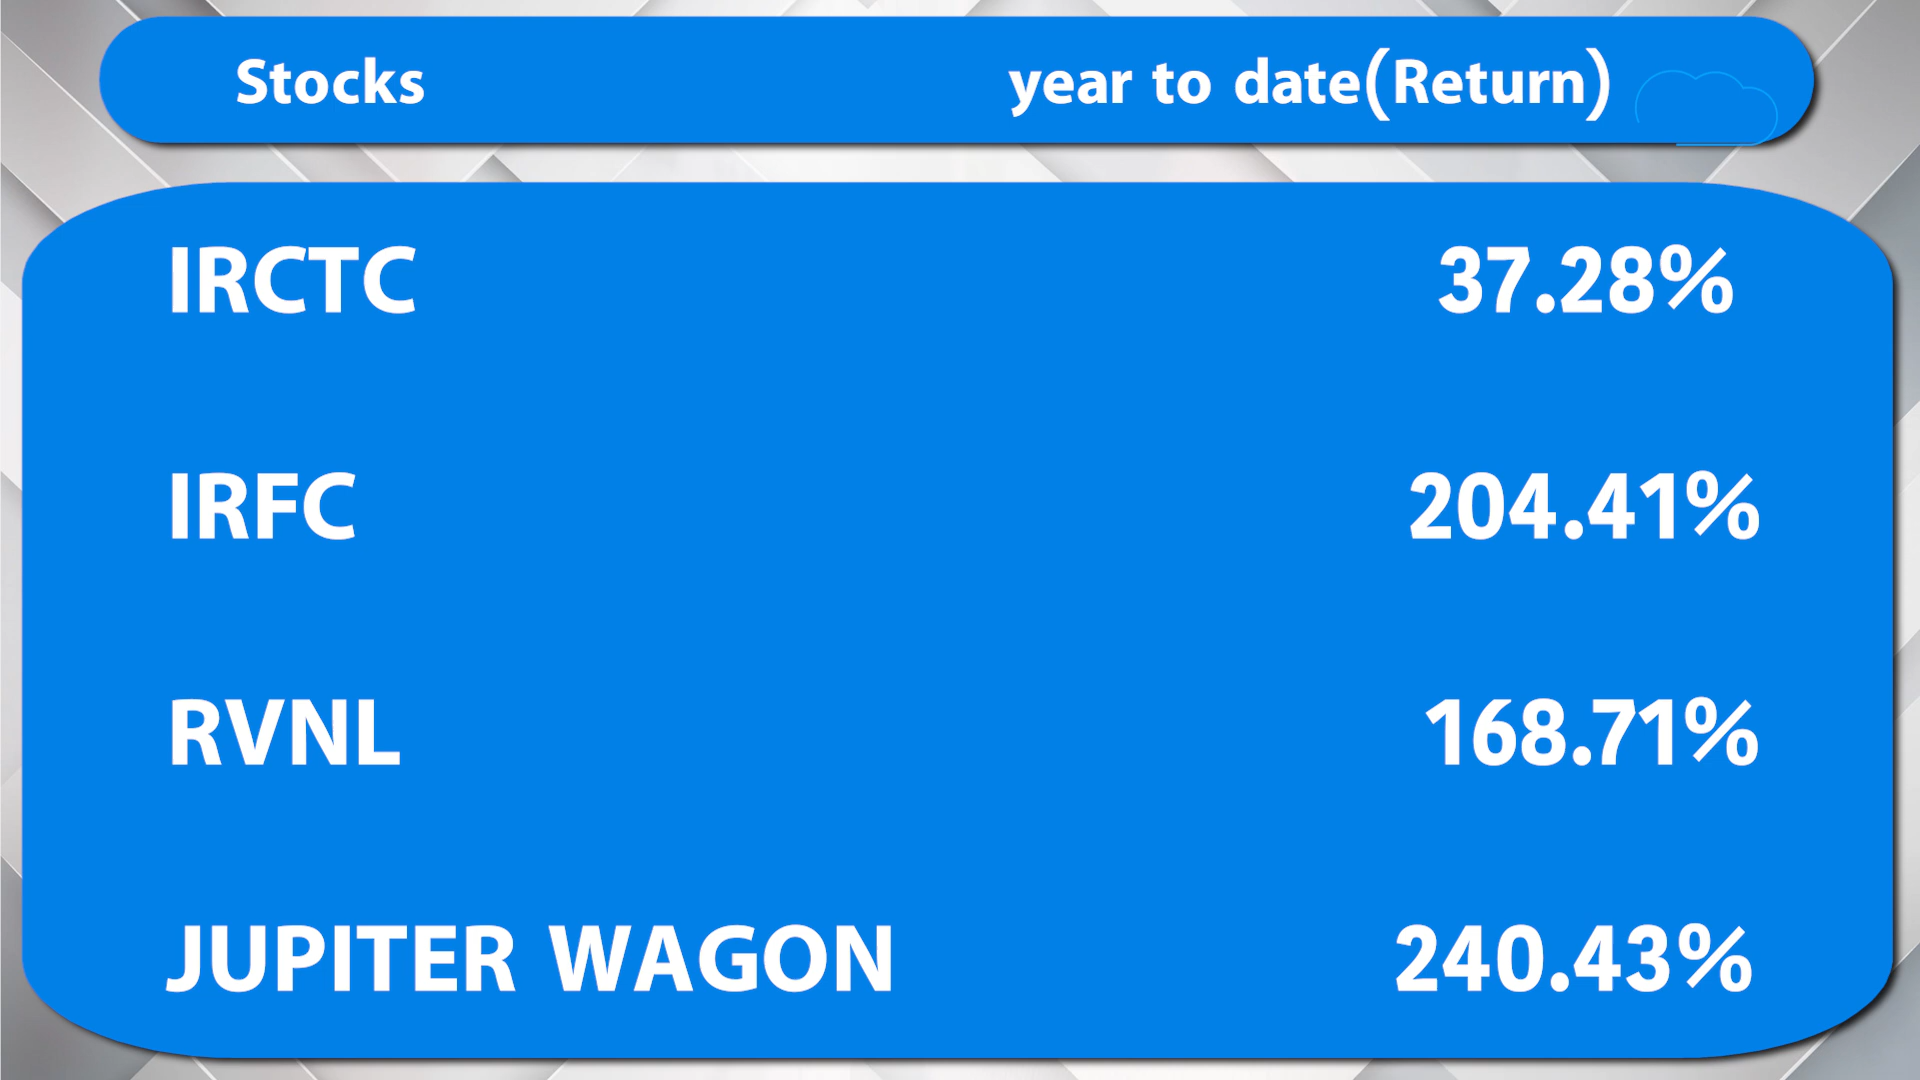 Stocks year to date(Return)
IRCTC 37.28%
IRFC 204.41%
RVNL 168.71%
JUPITER WAGON 240.43%